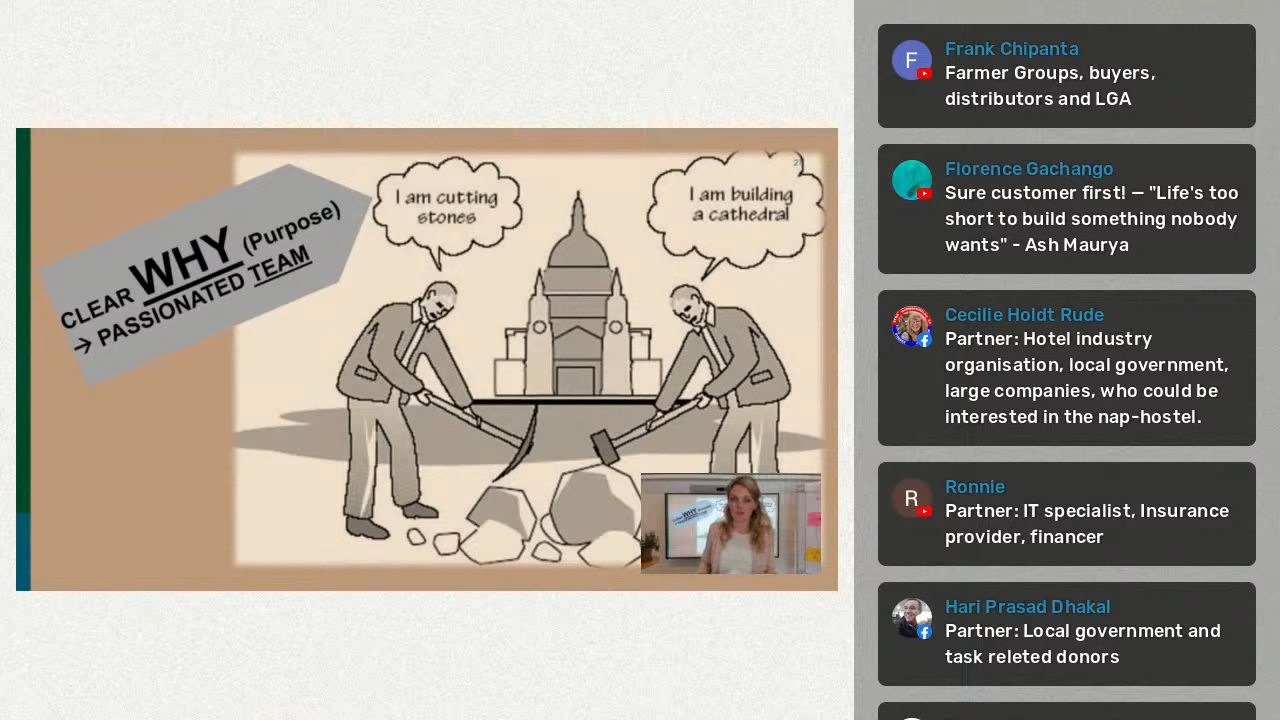 CLEAR WHY (Purpose)
→ PASSIONATED TEAM
I am cutting
stones
I am building
a cathedral
Frank Chipanta
F
Farmer Groups, buyers,
distributors and LGA
Florence Gachango
Sure customer first! — "Life's too
short to build something nobody
wants" - Ash Maurya
Cecilie Holdt Rude
Partner: Hotel industry
organisation, local government,
large companies, who could be
interested in the nap-hostel.
Ronnie
R
Partner: IT specialist, Insurance
provider, financer
Hari Prasad Dhakal
Partner: Local government and
task releted donors